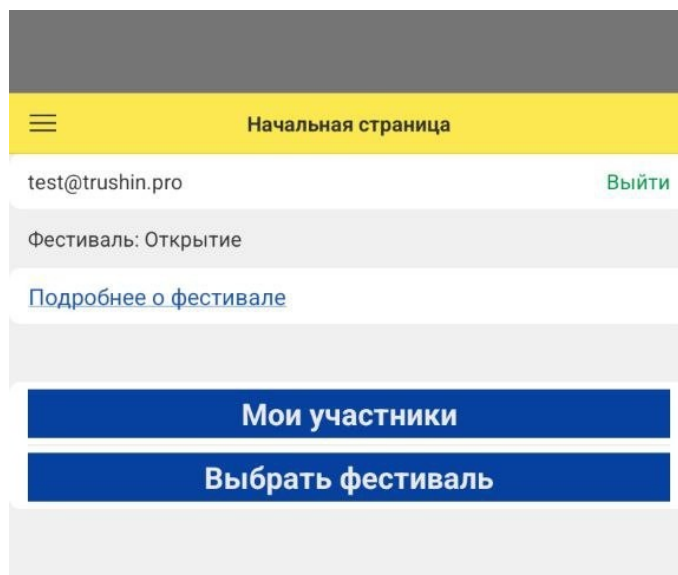 Начальная страница
test@trushin.pro Выйти
Фестиваль: Открытие
Подробнее о фестивале
Мои участники
Выбрать фестиваль